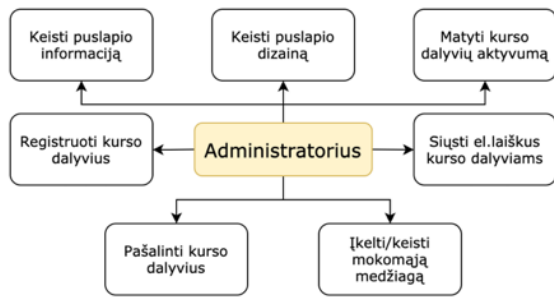 Keisti puslapio
informaciją
Keisti puslapio
dizainą
Matyti kurso
dalyvių aktyvumą
Registruoti kurso
dalyvius
Administratorius
Siųsti el.laiškus
kurso dalyviams
Pašalinti kurso
dalyvius
Įkelti/keisti
mokomąją
medžiagą